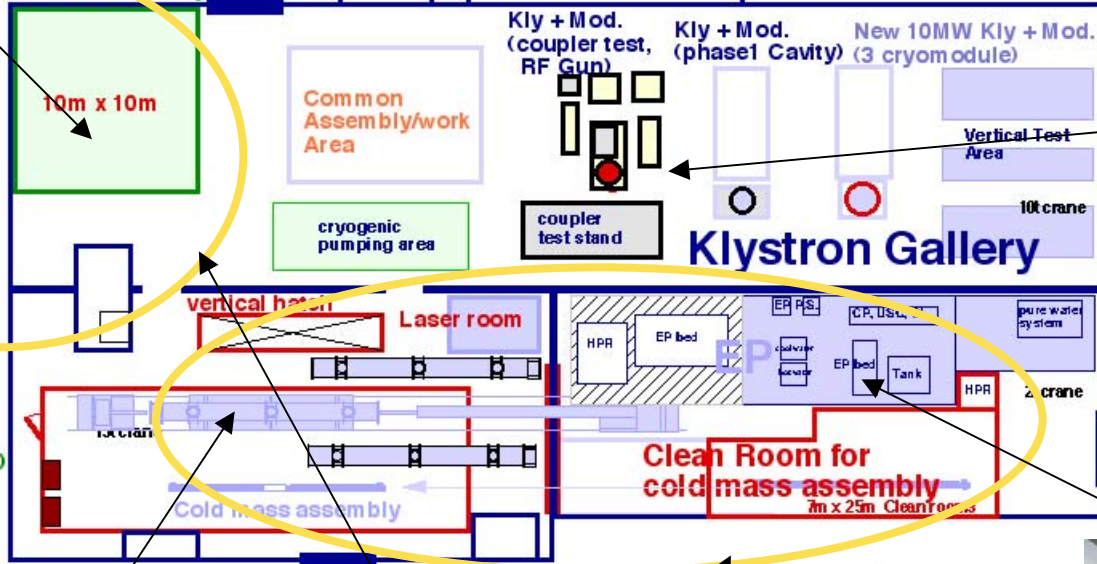 Kly + Mod.
(coupler test,
RF Gun)
Kly + Mod.
(phase1 Cavity)
New 10MW Kly + Mod.
(3 cryomodule)
10m x 10m
Common
Assembly/work
Area
Vertical Test
Area
cryogenic
pumping area
coupler
test stand
10t crane
Klystron Gallery
vertical hatch
Laser room
HPR
EP bed
EP
EP P.S.
CP, USC,
EP bed
Tank
pure water
system
HPR
crane
Clean Room for
cold mass assembly
7m x 25m Cleanrooms
Cold mass assembly